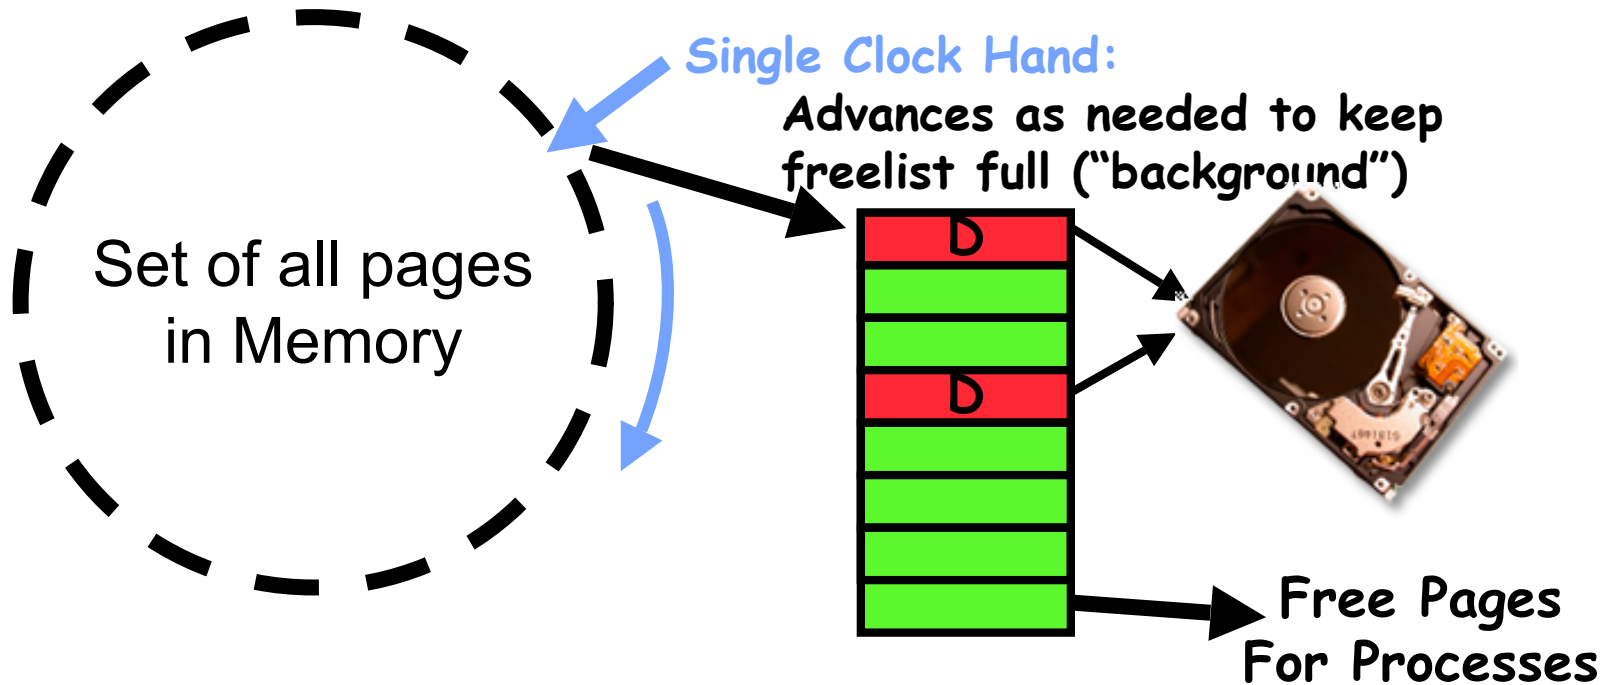 Single Clock Hand:
Advances as needed to keep
freelist full (“background”)
Set of all pages
in Memory
D
D
Free Pages
For Processes